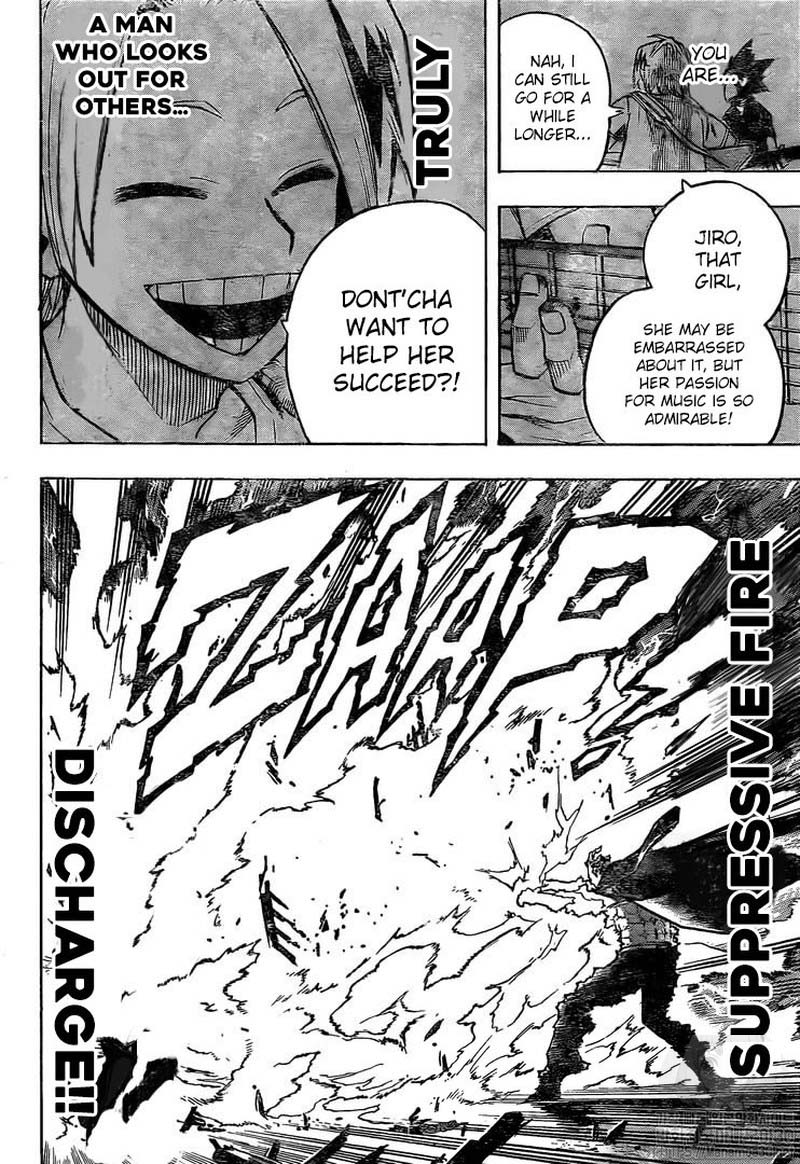 NAH, I
CAN STILL
GO FOR A
WHILE
LONGER...
YOU
ARE...
JIRO,
THAT
GIRL,
SHE MAY BE
EMBARRASSED
ABOUT IT, BUT
HER PASSION
FOR MUSIC IS SO
ADMIRABLE!
TRULY
A MAN
WHO LOOKS
OUT FOR
OTHERS...
DONT'CHA
WANT TO
HELP HER
SUCCEED?!
SUPPRESSIVE FIRE
ZAAAP!
DISCHARGE!!